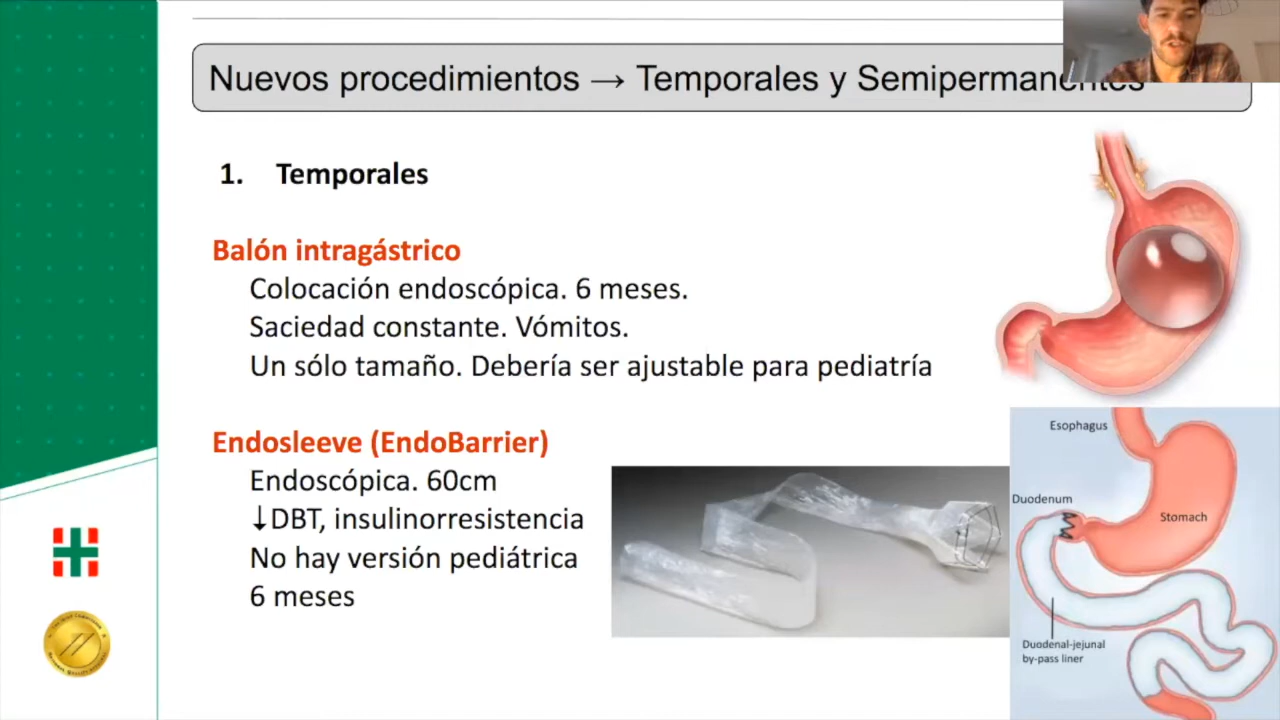 Nuevos procedimientos → Temporales y Semipermanentes
1. Temporales
Balón intragástrico
Colocación endoscópica. 6 meses.
Saciedad constante. Vómitos.
Un sólo tamaño. Debería ser ajustable para pediatría
Endosleeve (EndoBarrier)
Endoscópica. 60cm
↓DBT, insulinorresistencia
No hay versión pediátrica
6 meses
Esophagus
Duodenum
Stomach
Duodenal-jejunal
by-pass liner